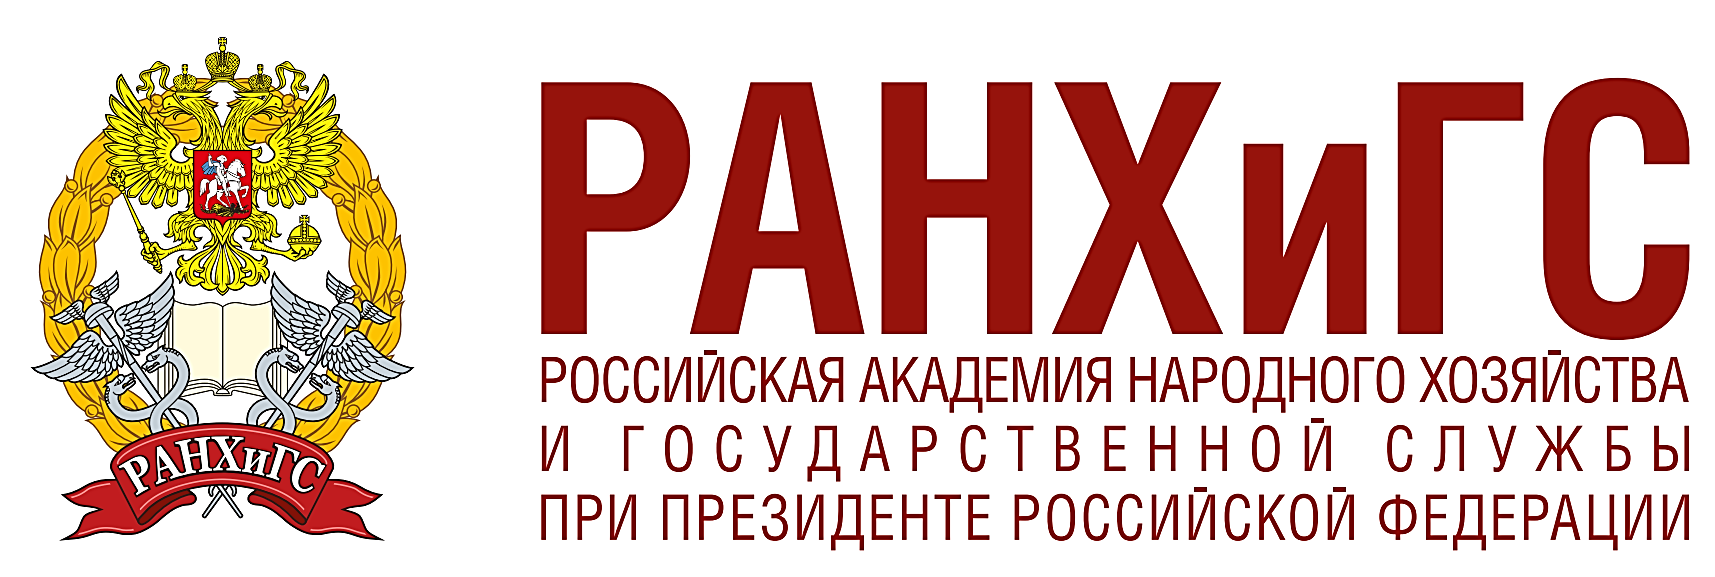 РАНХиГС
РАНХиГС
РОССИЙСКАЯ АКАДЕМИЯ НАРОДНОГО ХОЗЯЙСТВА
И ГОСУДАРСТВЕННОЙ СЛУЖБЫ
ПРИ ПРЕЗИДЕНТЕ РОССИЙСКОЙ ФЕДЕРАЦИИ